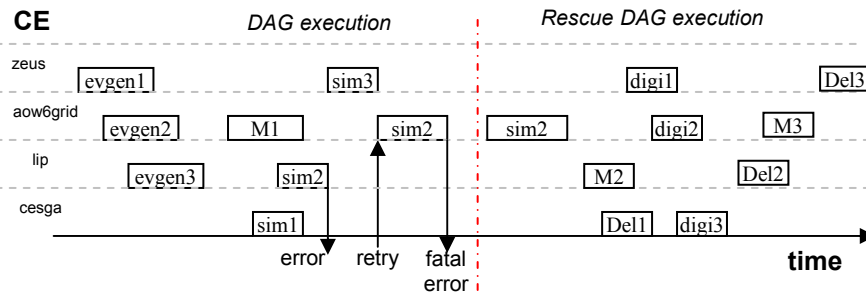 CE DAG execution Rescue DAG execution
zeus evgen1 sim3 digi1 Del3
aow6grid evgen2 M1 sim2 sim2 digi2 M3
lip evgen3 sim2 M2 Del2
cesga sim1 Del1 digi3
error retry fatal error time